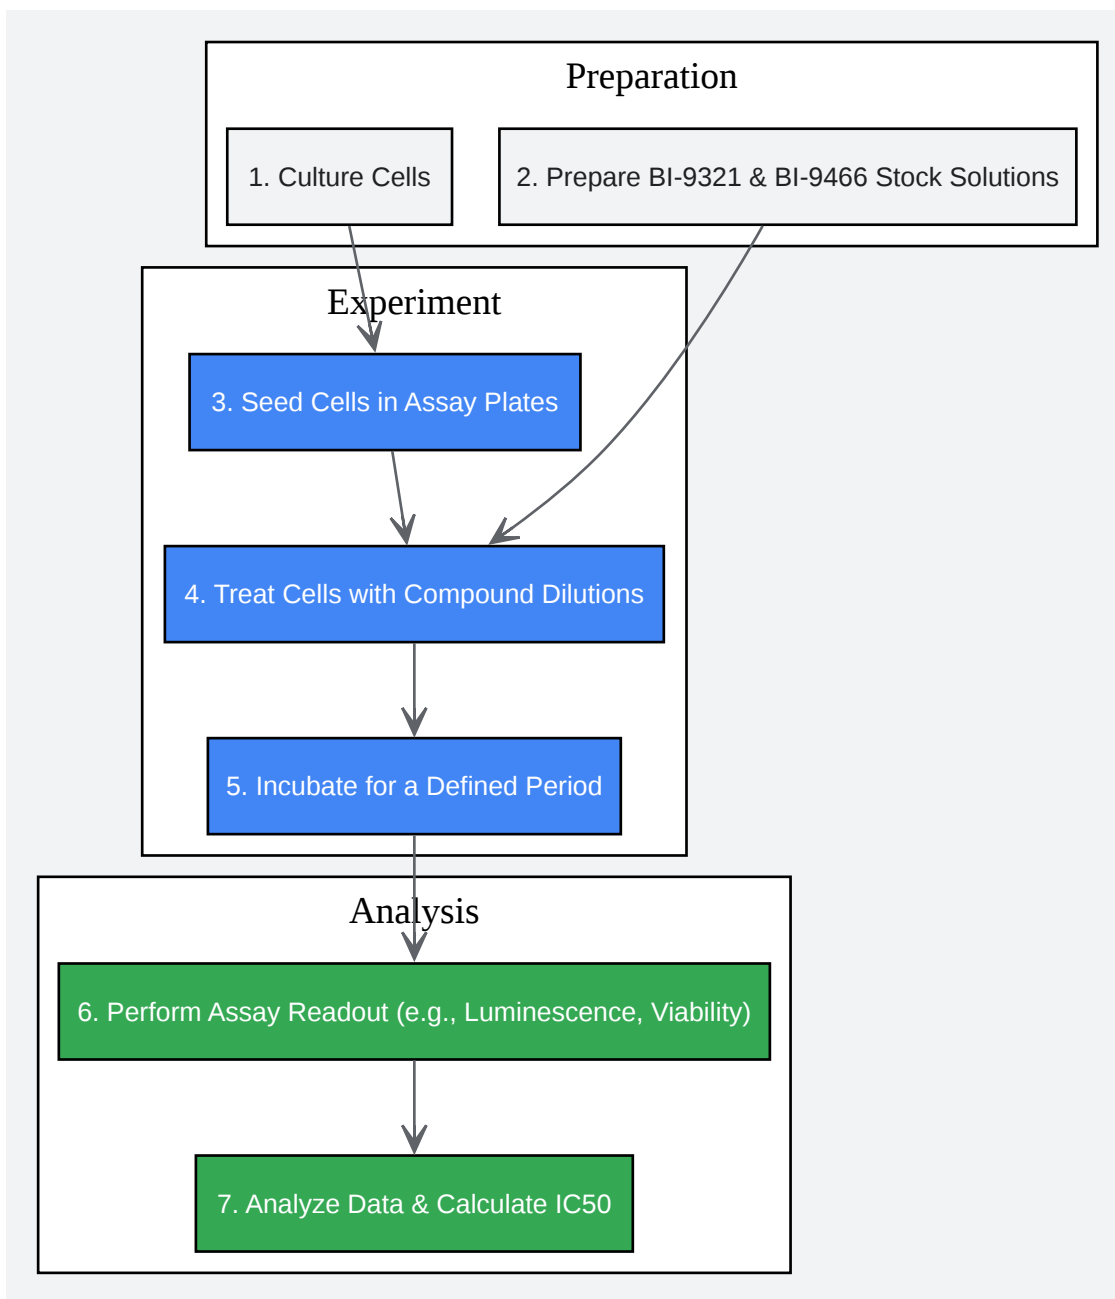 Preparation
1. Culture Cells
2. Prepare BI-9321 & BI-9466 Stock Solutions
Experiment
3. Seed Cells in Assay Plates
4. Treat Cells with Compound Dilutions
5. Incubate for a Defined Period
Analysis
6. Perform Assay Readout (e.g., Luminescence, Viability)
7. Analyze Data & Calculate IC50